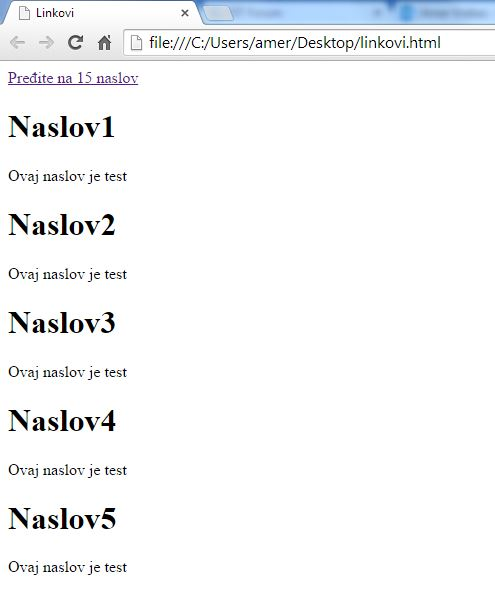 Linkovi
file:///C:/Users/amer/Desktop/linkovi.html
Pređite na 15 naslov
Naslov1
Ovaj naslov je test
Naslov2
Ovaj naslov je test
Naslov3
Ovaj naslov je test
Naslov4
Ovaj naslov je test
Naslov5
Ovaj naslov je test